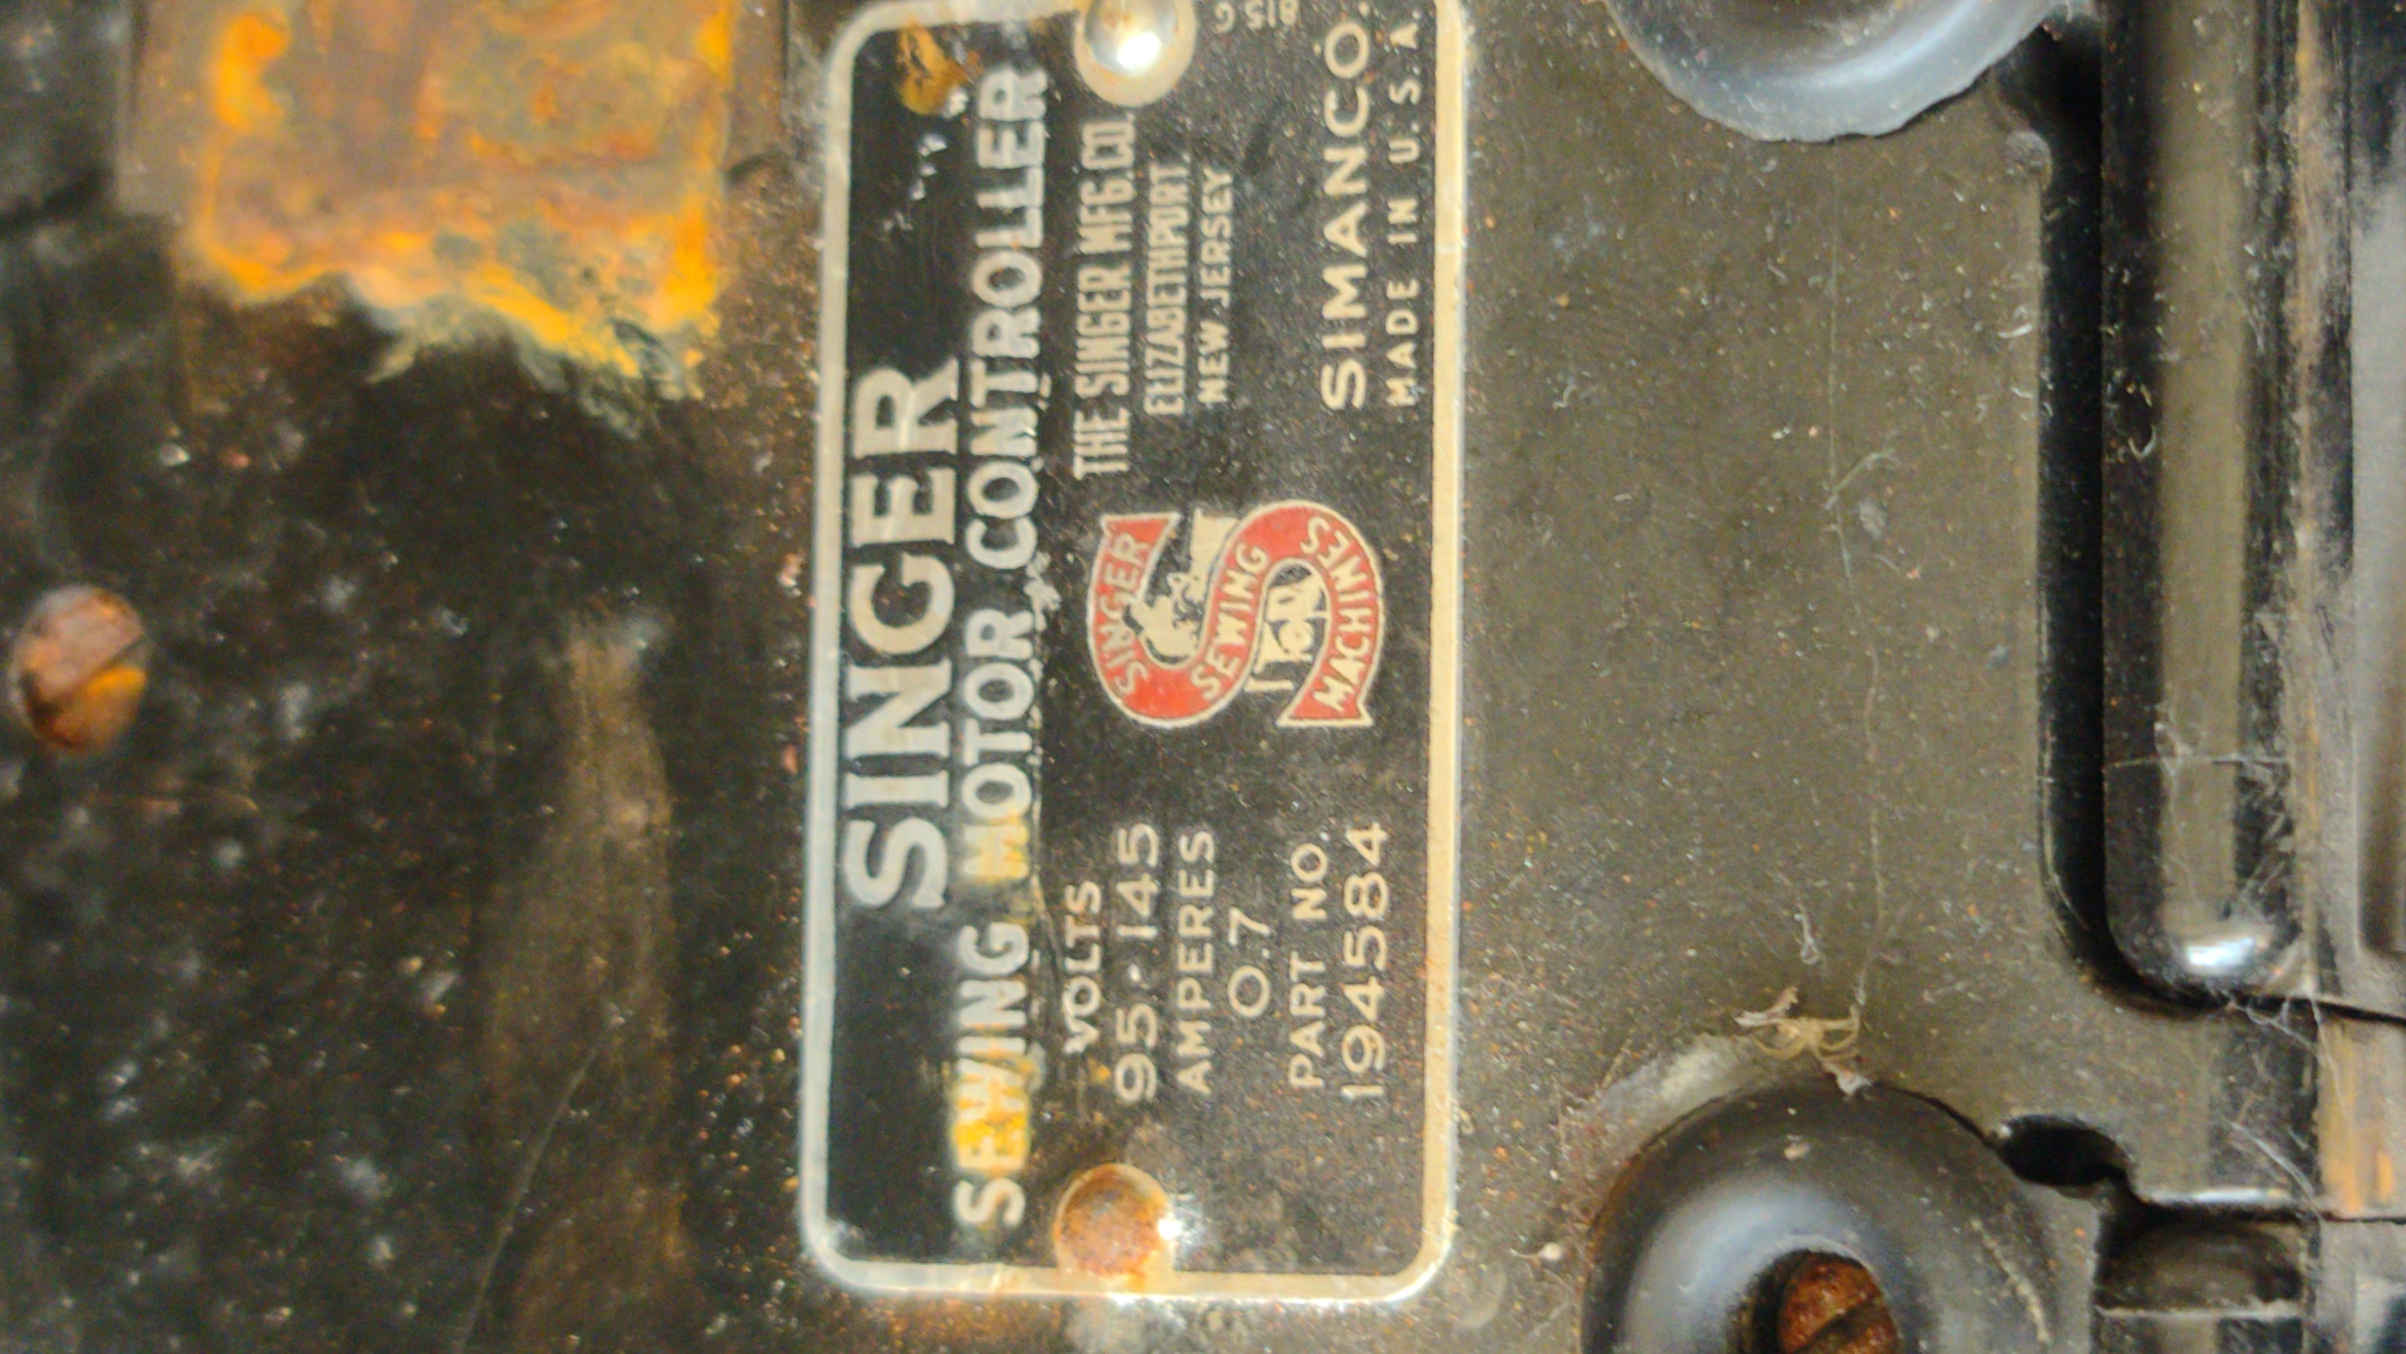 SINGER
SEWING MOTOR CONTROLLER
VOLTS
95-145
AMPERES
0.7
PART NO.
194584
SINGER
SEWING
MACHINES
THE SINGER MFG. CO.
ELIZABETHPORT.
NEW JERSEY
815 G
SIMANCO.
MADE IN U.S.A.